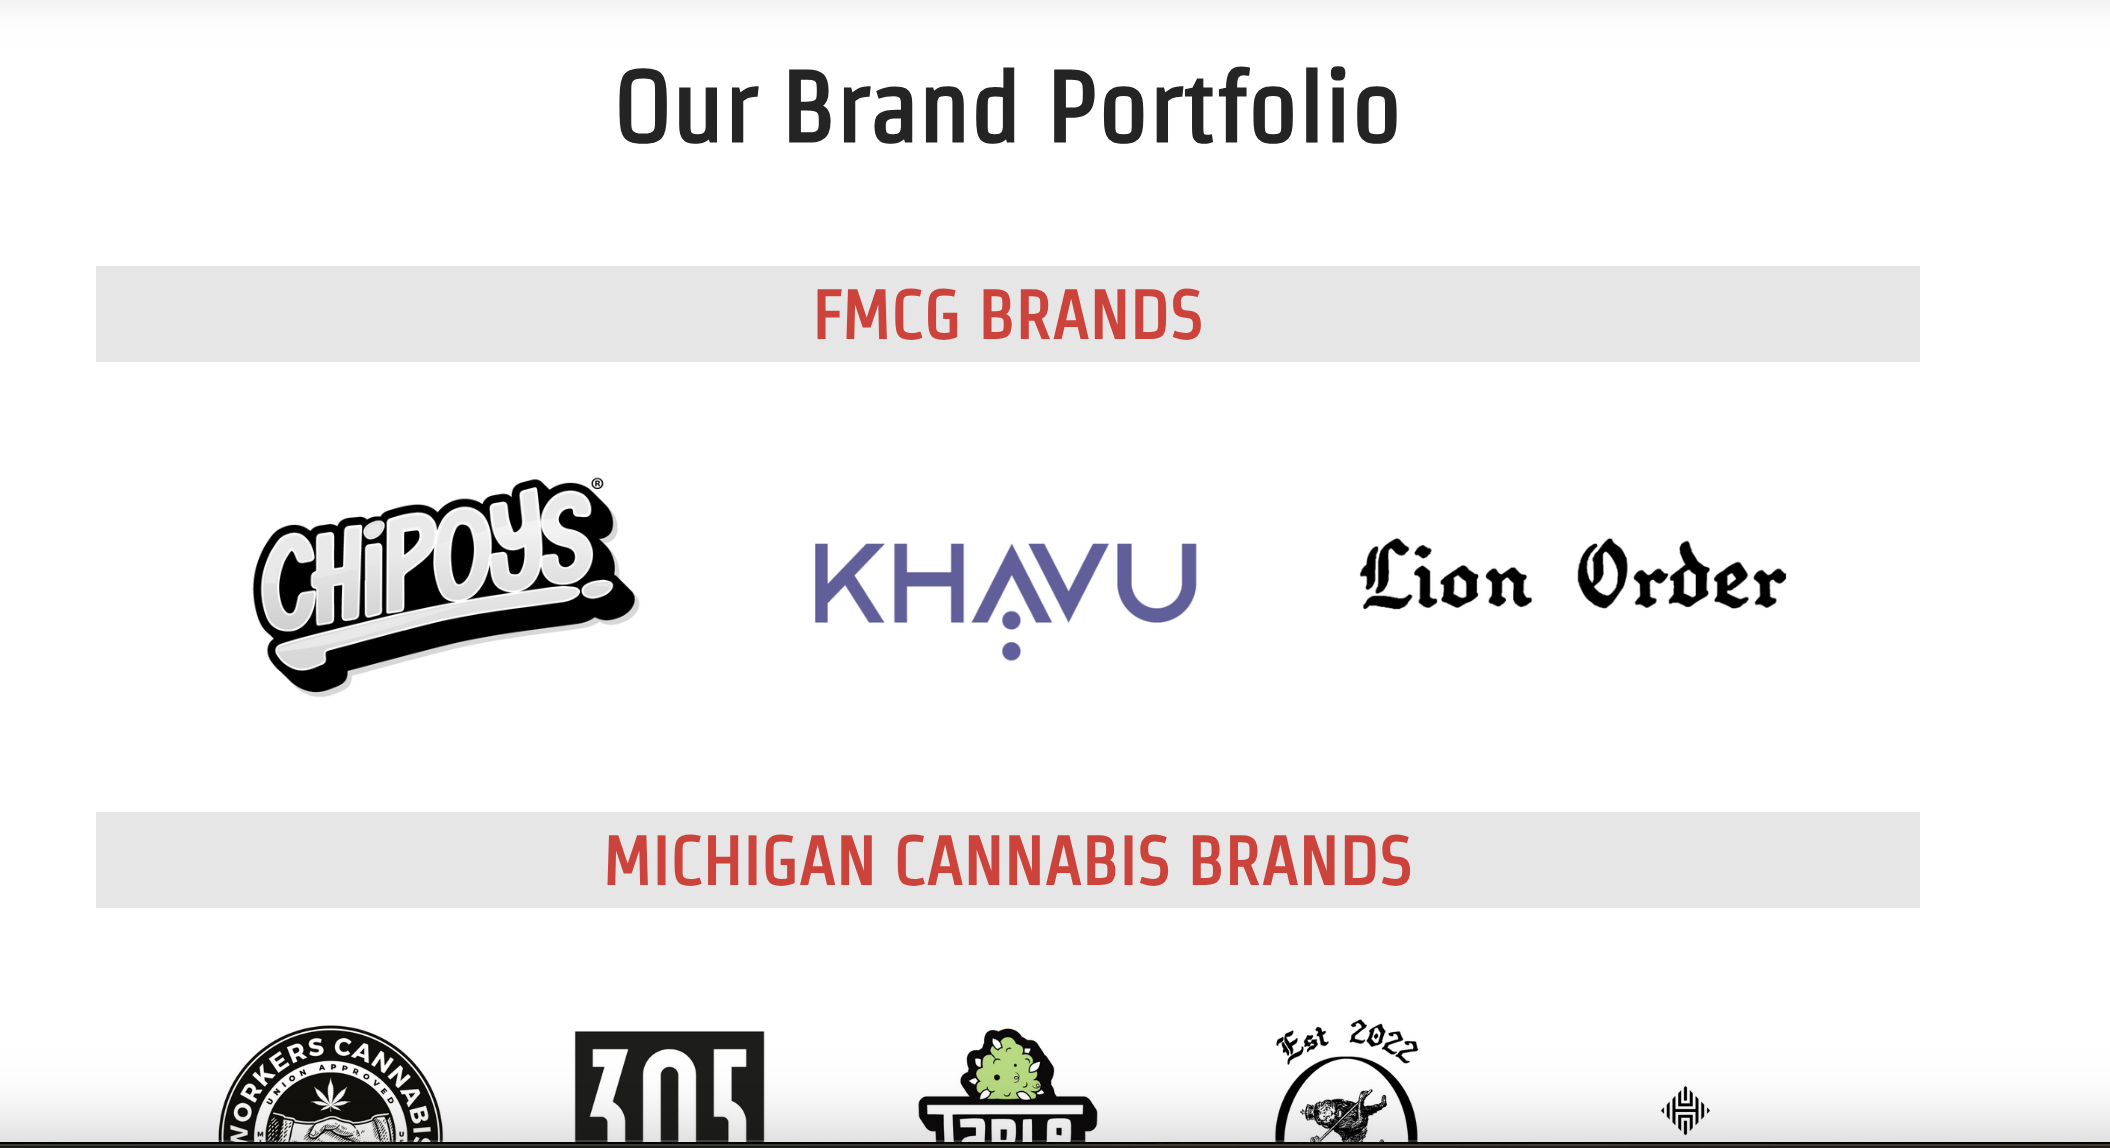 Our Brand Portfolio
FMCG BRANDS
CHiPOYS®
KHAVU
Lion Order
MICHIGAN CANNABIS BRANDS
WORKERS CANNABIS
UNION APPROVED
305
Table
Est 2022